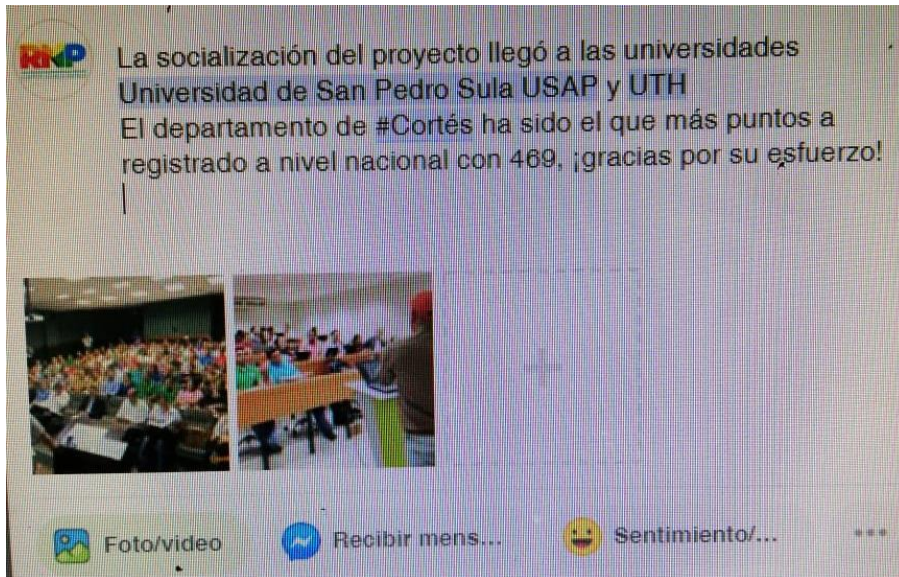 RNP
La socialización del proyecto llegó a las universidades
Universidad de San Pedro Sula USAP y UTH
El departamento de #Cortés ha sido el que más puntos a
registrado a nivel nacional con 469, ¡gracias por su esfuerzo!
Foto/video
Recibir mens...
Sentimiento/...